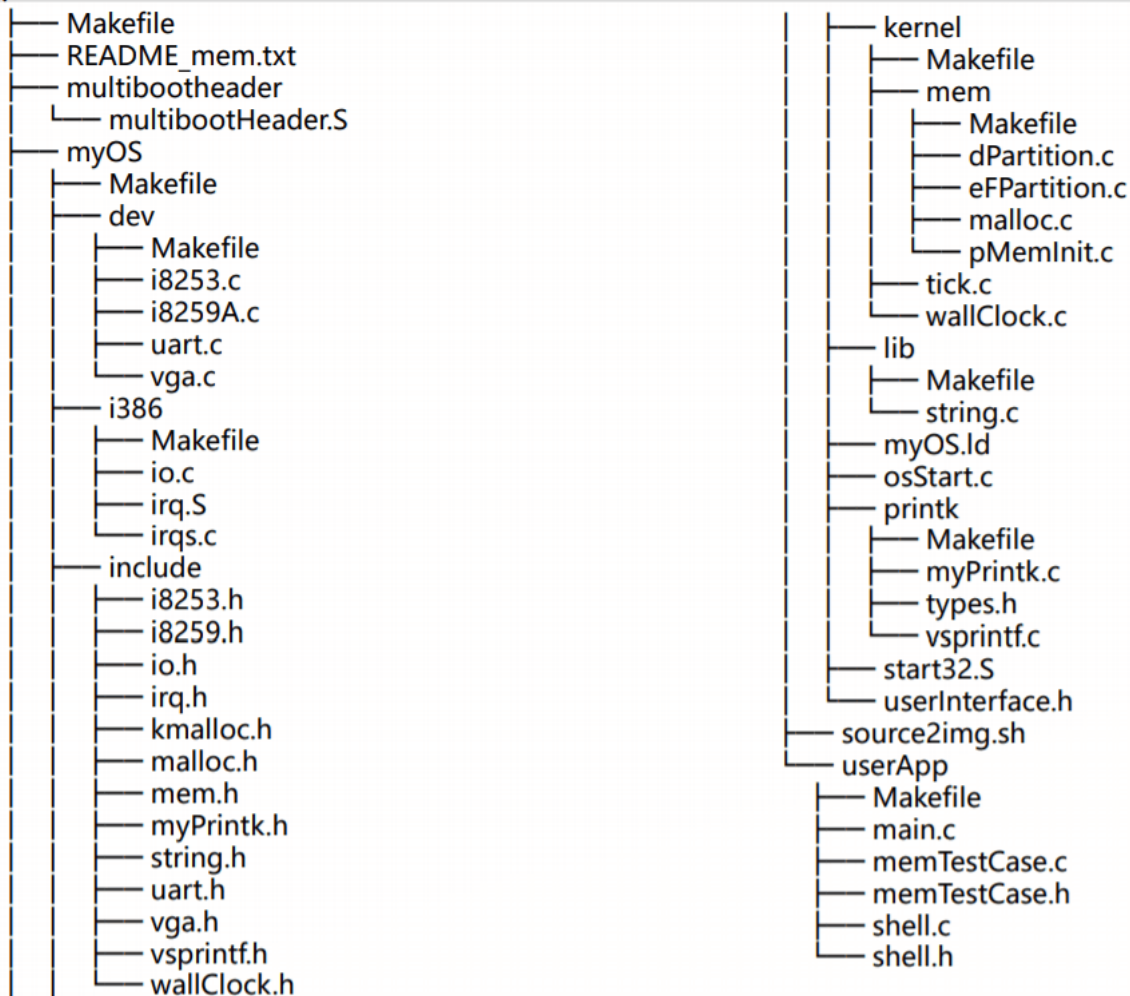 ├── Makefile
├── README_mem.txt
├── multibootheader
│   └── multibootHeader.S
├── myOS
│   ├── Makefile
│   ├── dev
│   │   ├── Makefile
│   │   ├── i8253.c
│   │   ├── i8259A.c
│   │   ├── uart.c
│   │   └── vga.c
│   ├── i386
│   │   ├── Makefile
│   │   ├── io.c
│   │   ├── irq.S
│   │   └── irqs.c
│   ├── include
│   │   ├── i8253.h
│   │   ├── i8259.h
│   │   ├── io.h
│   │   ├── irq.h
│   │   ├── kmalloc.h
│   │   ├── malloc.h
│   │   ├── mem.h
│   │   ├── myPrintk.h
│   │   ├── string.h
│   │   ├── uart.h
│   │   ├── vga.h
│   │   ├── vsprintf.h
│   │   └── wallClock.h
│   ├── kernel
│   │   ├── Makefile
│   │   ├── mem
│   │   │   ├── Makefile
│   │   │   ├── dPartition.c
│   │   │   ├── eFPartition.c
│   │   │   ├── malloc.c
│   │   │   └── pMemInit.c
│   │   ├── tick.c
│   │   └── wallClock.c
│   ├── lib
│   │   ├── Makefile
│   │   └── string.c
│   ├── myOS.ld
│   ├── osStart.c
│   ├── printk
│   │   ├── Makefile
│   │   ├── myPrintk.c
│   │   ├── types.h
│   │   └── vsprintf.c
│   ├── start32.S
│   └── userInterface.h
├── source2img.sh
└── userApp
    ├── Makefile
    ├── main.c
    ├── memTestCase.c
    ├── memTestCase.h
    ├── shell.c
    └── shell.h